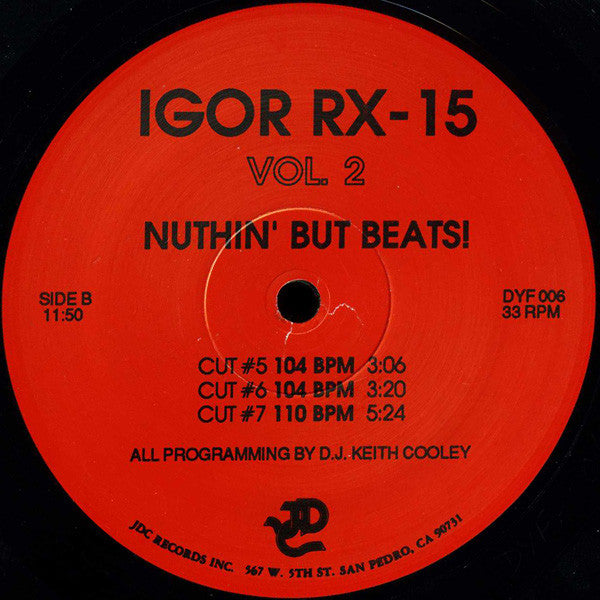 IGOR RX-15
VOL. 2
NUTHIN' BUT BEATS!
SIDE B
11:50
DYF 006
33 RPM
CUT #5 104 BPM 3:06
CUT #6 104 BPM 3:20
CUT #7 110 BPM 5:24
ALL PROGRAMMING BY D.J. KEITH COOLEY
JDC
JDC RECORDS INC. 567 W. 5TH ST. SAN PEDRO, CA 90731